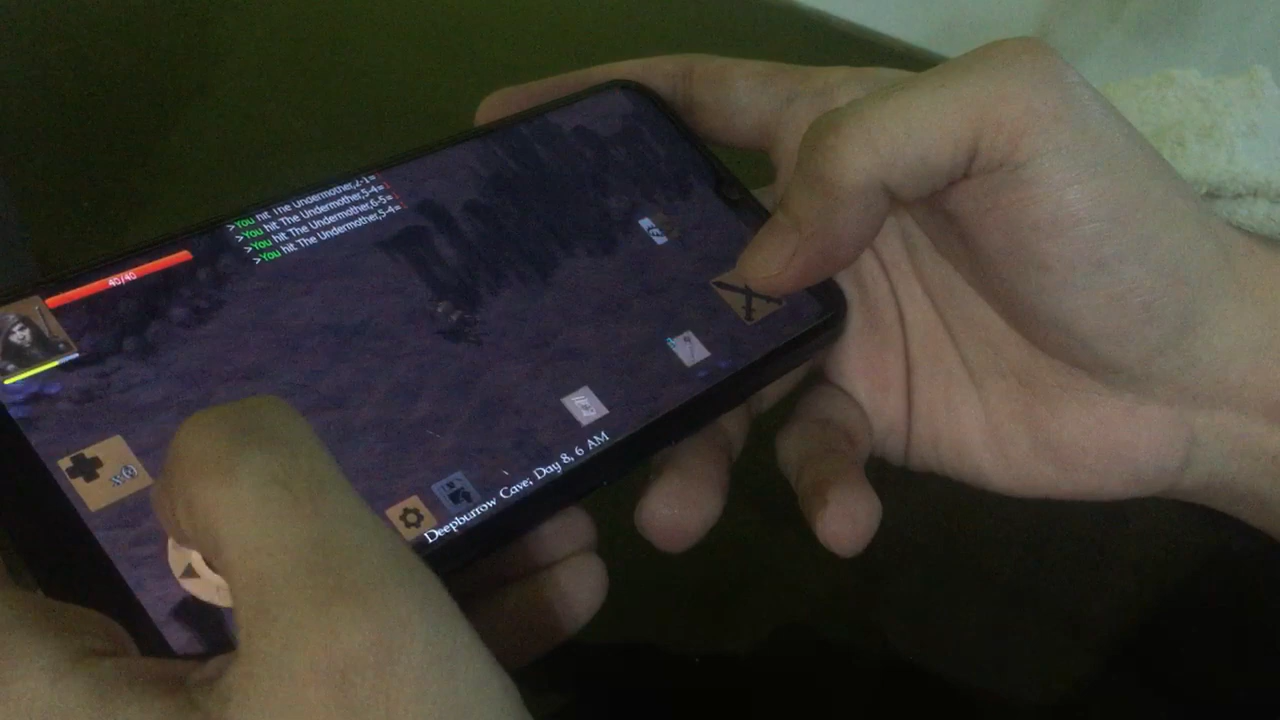 >You hit The Undermother,2-1=
>You hit The Undermother,5-4=
>You hit The Undermother,6-5=
>You hit The Undermother,5-4=
40/40
Deepburrow Cave; Day 8, 6 AM